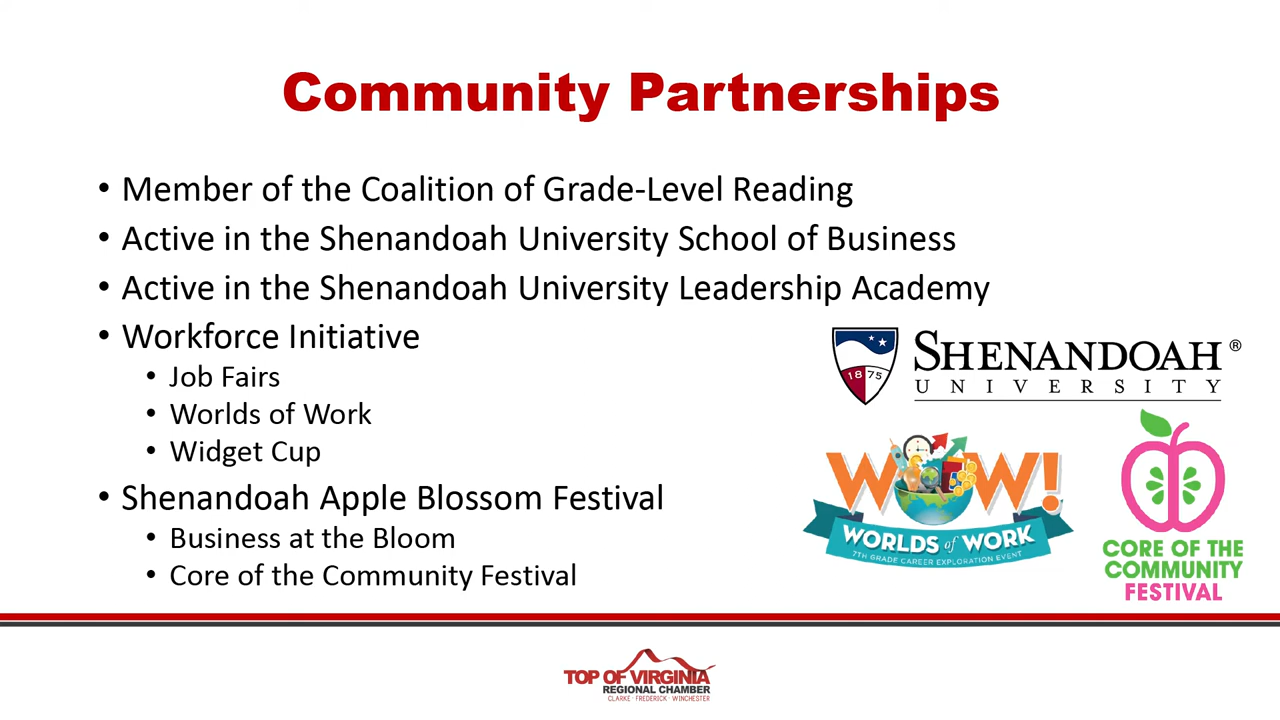 Community Partnerships
• Member of the Coalition of Grade-Level Reading
• Active in the Shenandoah University School of Business
• Active in the Shenandoah University Leadership Academy
• Workforce Initiative
• Job Fairs
• Worlds of Work
• Widget Cup
• Shenandoah Apple Blossom Festival
• Business at the Bloom
• Core of the Community Festival
18 75
SHENANDOAH ®
UNIVERSITY
WOW!
WORLDS of WORK
7TH GRADE CAREER EXPLORATION EVENT
CORE OF THE
COMMUNITY
FESTIVAL
TOP OF VIRGINIA
REGIONAL CHAMBER
CLARKE · FREDERICK · WINCHESTER